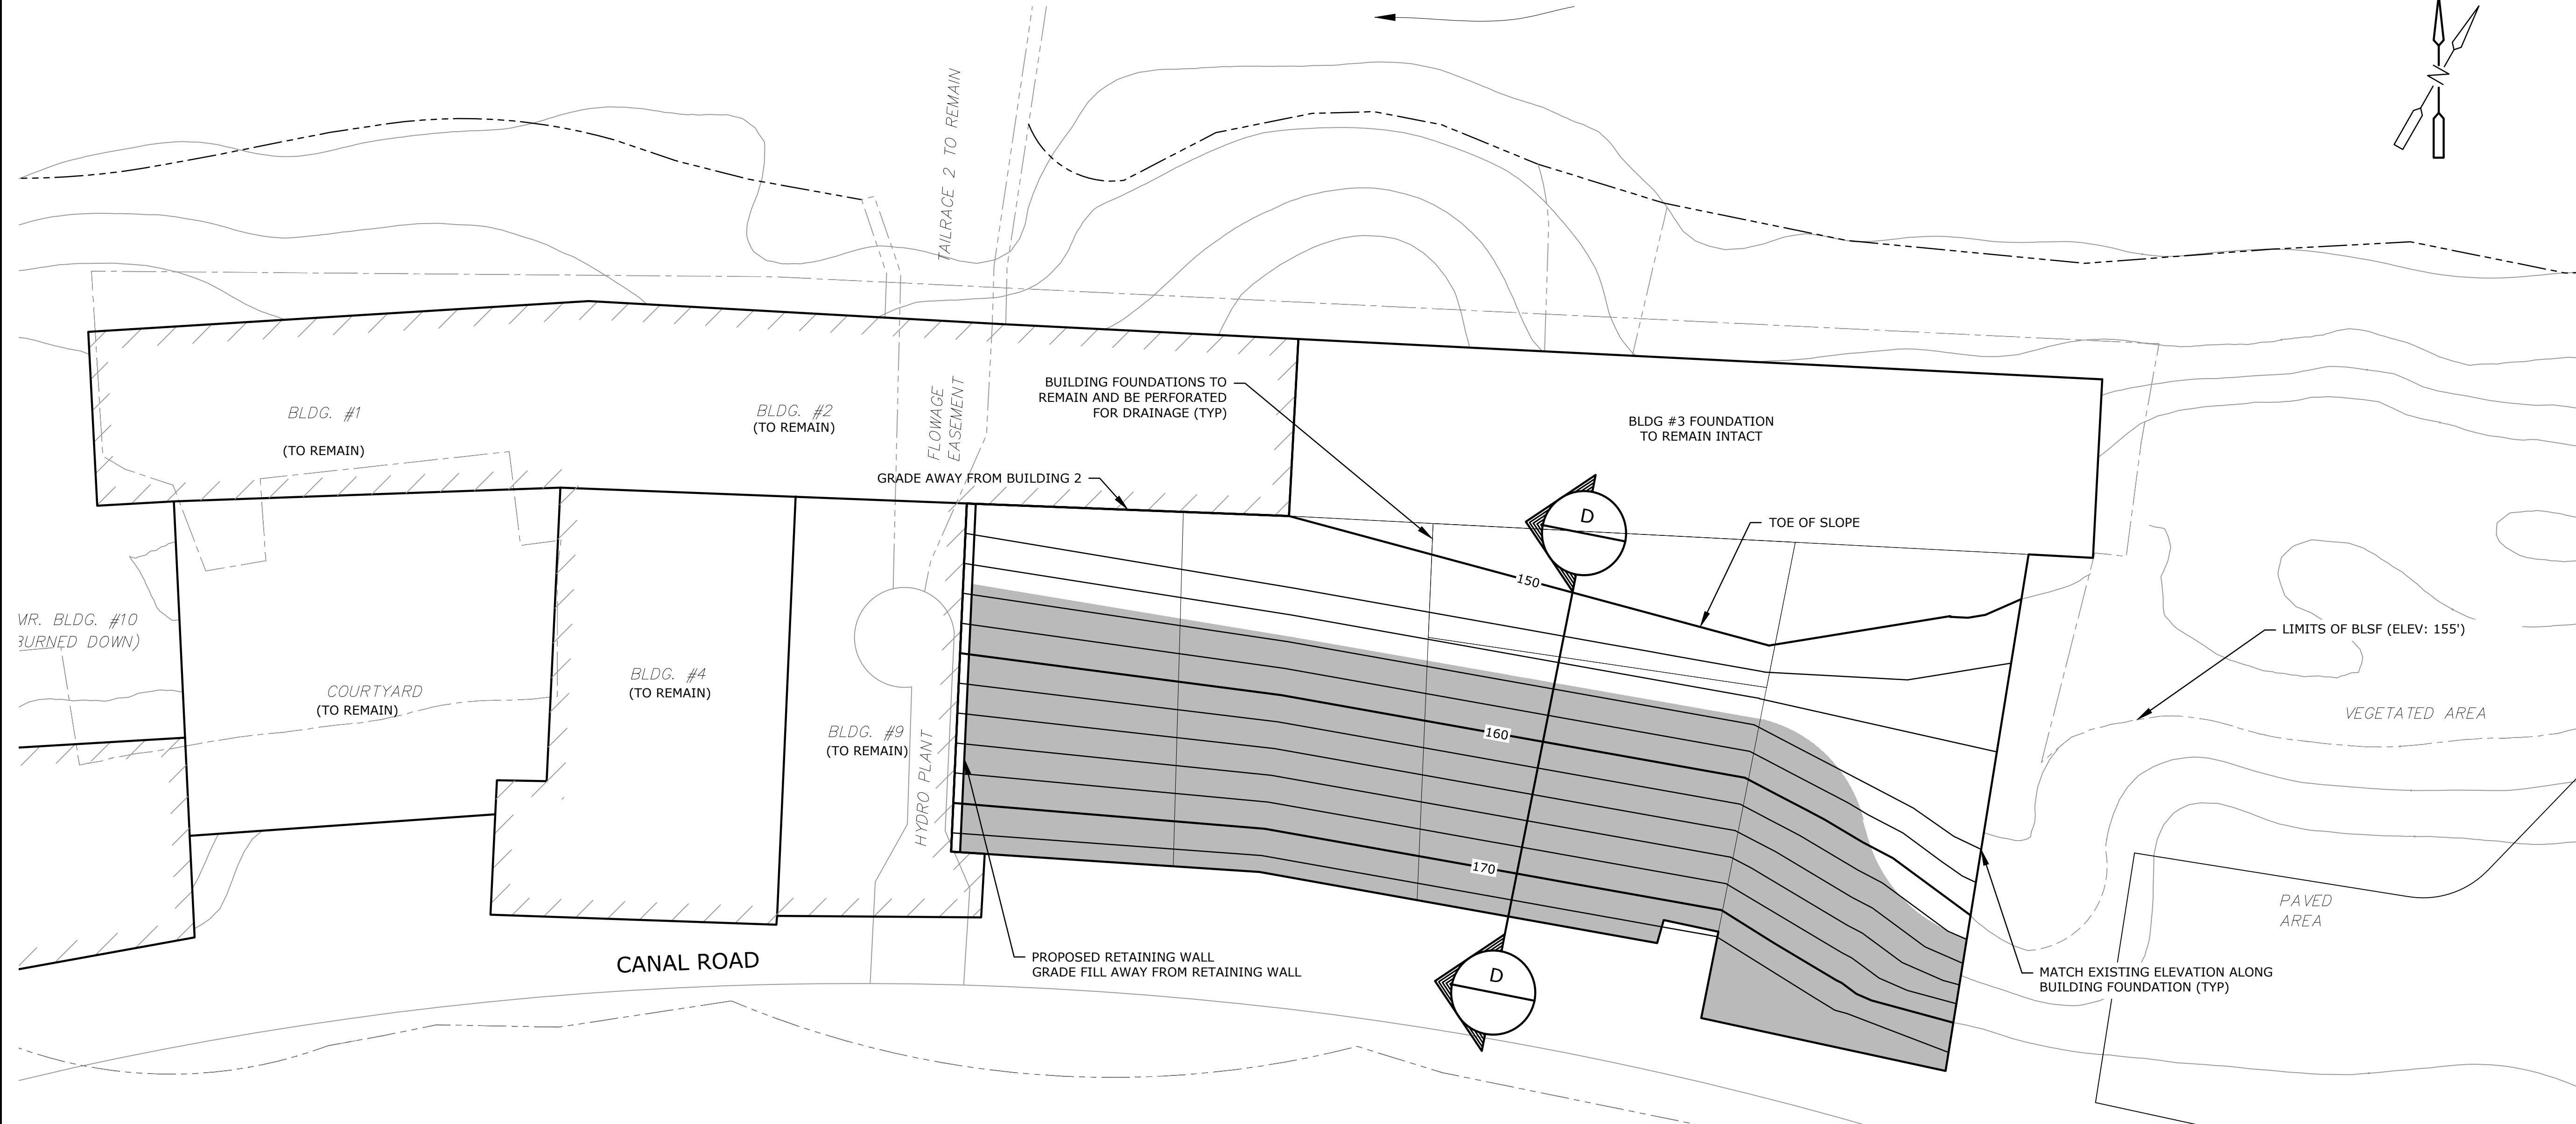 TAILRACE 2 TO REMAIN
N
BLDG. #1
(TO REMAIN)
BLDG. #2
(TO REMAIN)
FLOWAGE
EASEMENT
BUILDING FOUNDATIONS TO
REMAIN AND BE PERFORATED
FOR DRAINAGE (TYP)
GRADE AWAY FROM BUILDING 2
BLDG #3 FOUNDATION
TO REMAIN INTACT
D
TOE OF SLOPE
150
MR. BLDG. #10
BURNED DOWN)
COURTYARD
(TO REMAIN)
BLDG. #4
(TO REMAIN)
BLDG. #9
(TO REMAIN)
HYDRO PLANT
160
170
LIMITS OF BLSF (ELEV: 155')
VEGETATED AREA
PAVED
AREA
CANAL ROAD
PROPOSED RETAINING WALL
GRADE FILL AWAY FROM RETAINING WALL
D
MATCH EXISTING ELEVATION ALONG
BUILDING FOUNDATION (TYP)